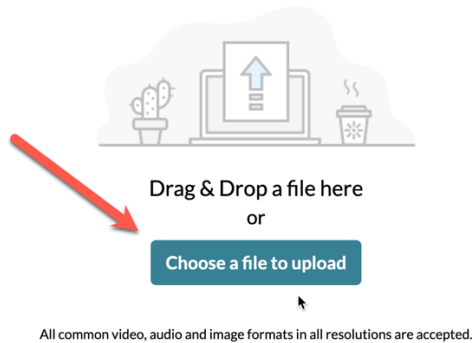 Drag & Drop a file here
or
Choose a file to upload
All common video, audio and image formats in all resolutions are accepted.